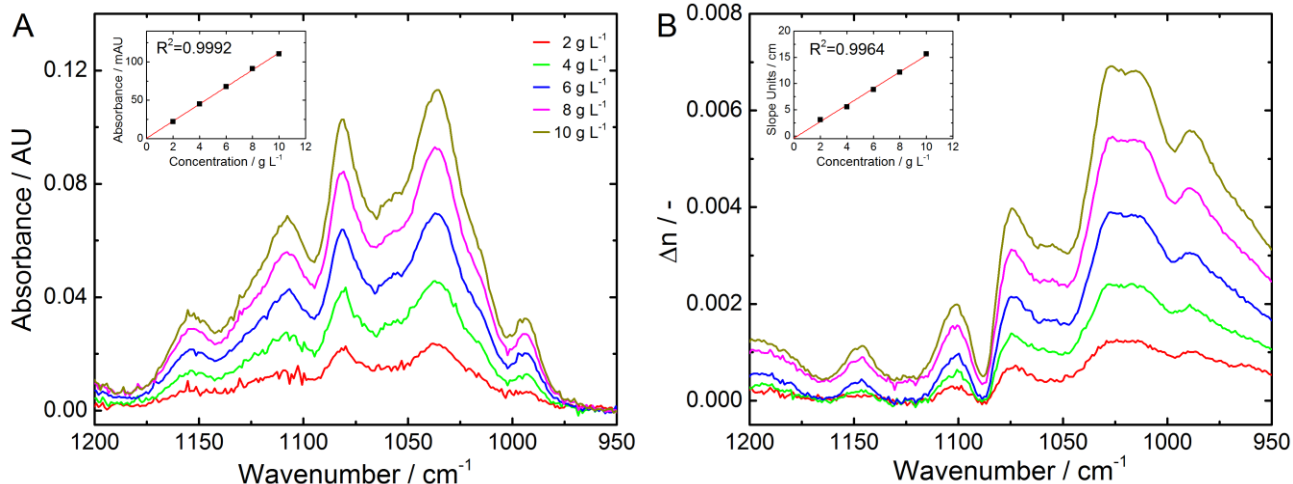 A
R²=0.9992
Absorbance / mAU
100
50
0
0 2 4 6 8 10 12
Concentration / g L⁻¹
2 g L⁻¹
4 g L⁻¹
6 g L⁻¹
8 g L⁻¹
10 g L⁻¹
Absorbance / AU
0.12
0.08
0.04
0.00
1200 1150 1100 1050 1000 950
Wavenumber / cm⁻¹
B
R²=0.9964
Slope Units / cm
20
15
10
5
0
0 2 4 6 8 10 12
Concentration / g L⁻¹
Δn / -
0.008
0.006
0.004
0.002
0.000
1200 1150 1100 1050 1000 950
Wavenumber / cm⁻¹